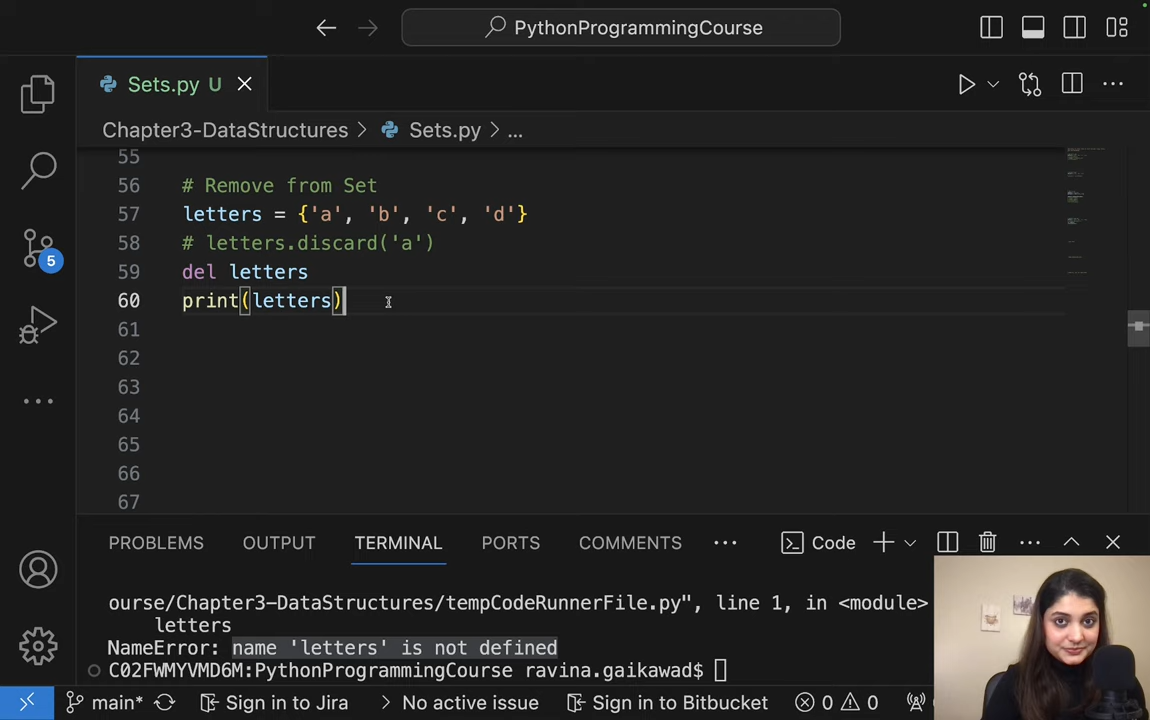 PythonProgrammingCourse
Sets.py U
Chapter3-DataStructures > Sets.py > ...
55
56 # Remove from Set
57 letters = {'a', 'b', 'c', 'd'}
58 # letters.discard('a')
59 del letters
60 print(letters)
61
62
63
64
65
66
67
5
PROBLEMS OUTPUT TERMINAL PORTS COMMENTS ... Code
ourse/Chapter3-DataStructures/tempCodeRunnerFile.py", line 1, in <module>
letters
NameError: name 'letters' is not defined
C02FWMYVMD6M:PythonProgrammingCourse ravina.gaikawad$
main* Sign in to Jira > No active issue Sign in to Bitbucket 0 0